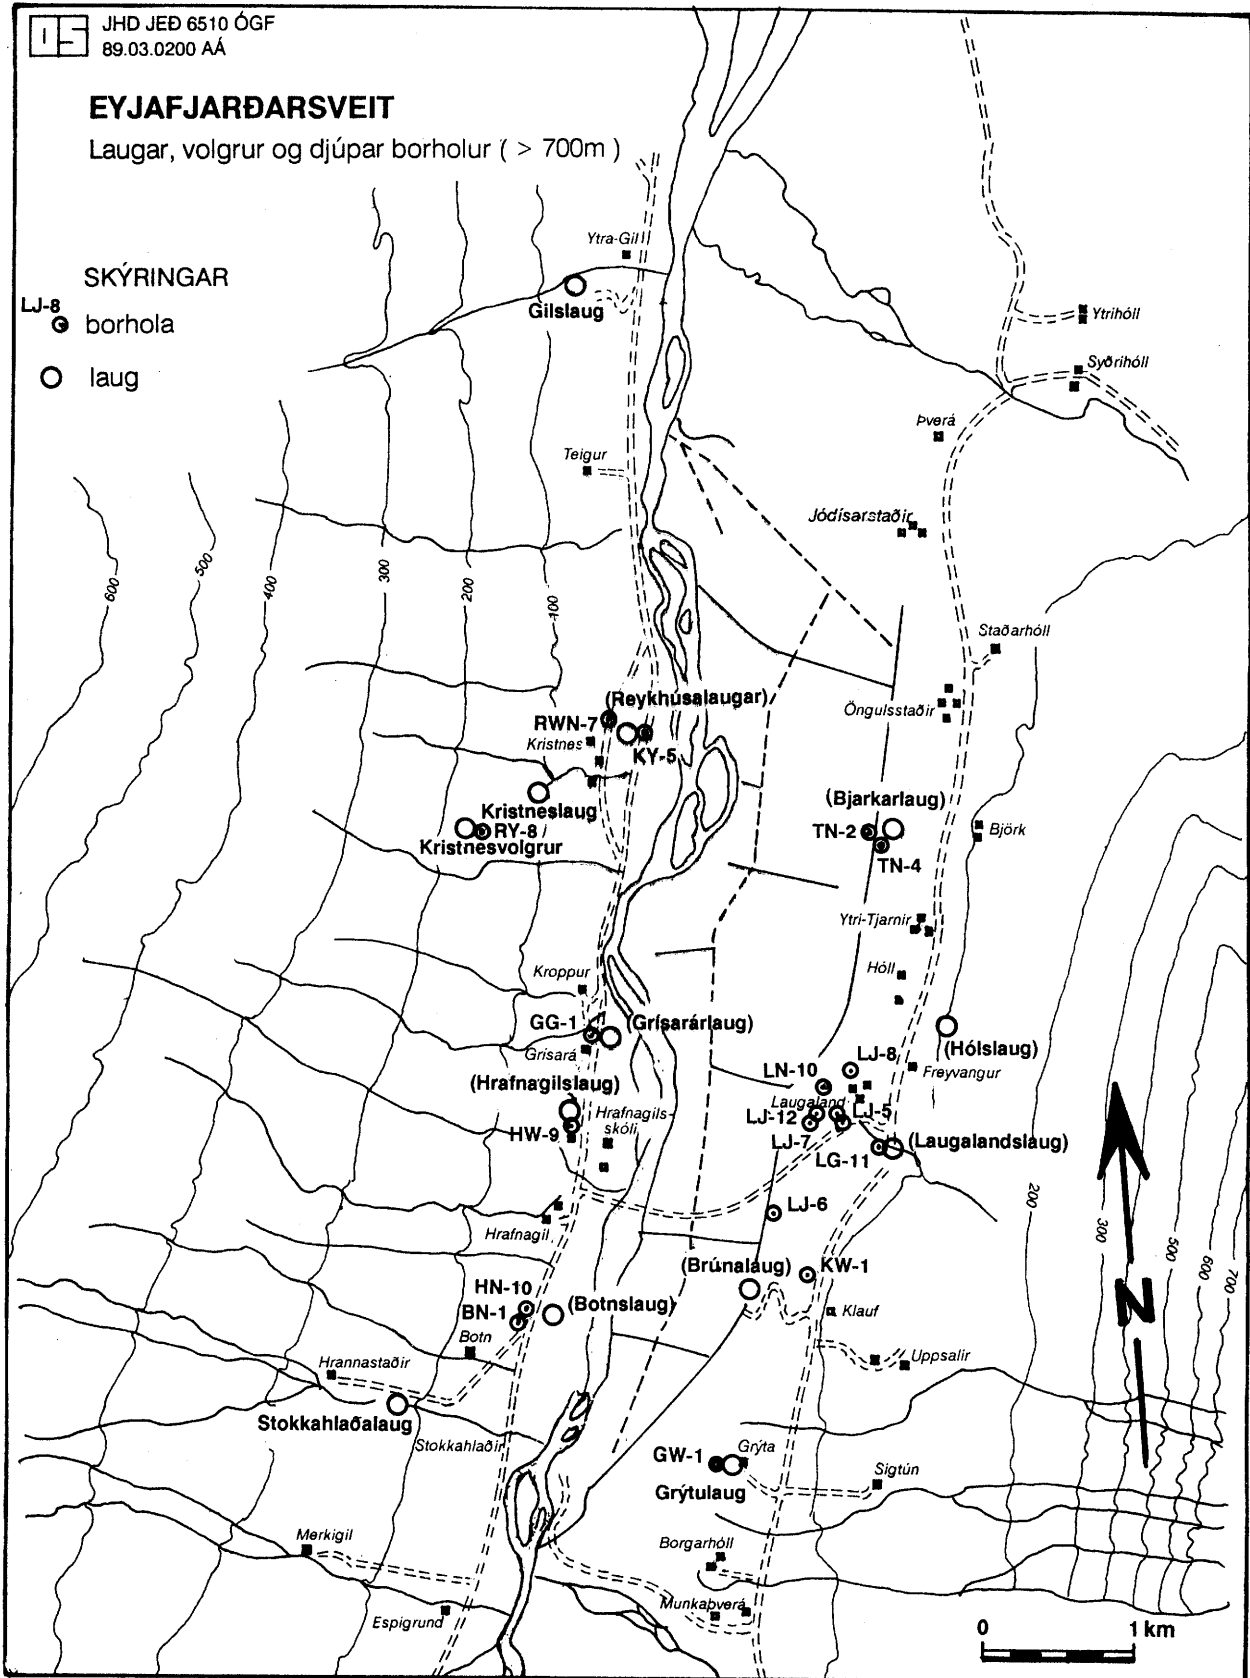 OS
JHD JEÐ 6510 ÓGF
89.03.0200 AÁ
EYJAFJARÐARSVEIT
Laugar, volgrur og djúpar borholur ( > 700m )
SKÝRINGAR
LJ-8
borhola
laug
Ytra-Gil
Gilslaug
Ytrihóll
Syðrihóll
Þverá
Teigur
Jódísarstaðir
600
500
400
300
200
100
Staðarhóll
(Reykhúsalaugar)
RWN-7
Kristnes
KY-5
Öngulsstaðir
Kristneslaug
RY-8
Kristnesvolgrur
(Bjarkarlaug)
TN-2
TN-4
Björk
Ytri-Tjarnir
Hóll
Kroppur
GG-1
(Grísarárlaug)
Grísará
(Hólslaug)
LJ-8
LN-10
Freyvangur
(Hrafnagilslaug)
Laugaland
LJ-5
LJ-12
HW-9
Hrafnagils-
skóli
LJ-7
LG-11
(Laugalandslaug)
LJ-6
Hrafnagil
200
300
500
600
700
(Brúnalaug)
KW-1
HN-10
BN-1
(Botnslaug)
Klauf
N
Botn
Hrannastaðir
Uppsalir
Stokkahlaðalaug
Stokkahlaðir
GW-1
Grýta
Grýtulaug
Sigtún
Merkigil
Borgarhóll
Munkaþverá
Espigrund
0
1 km